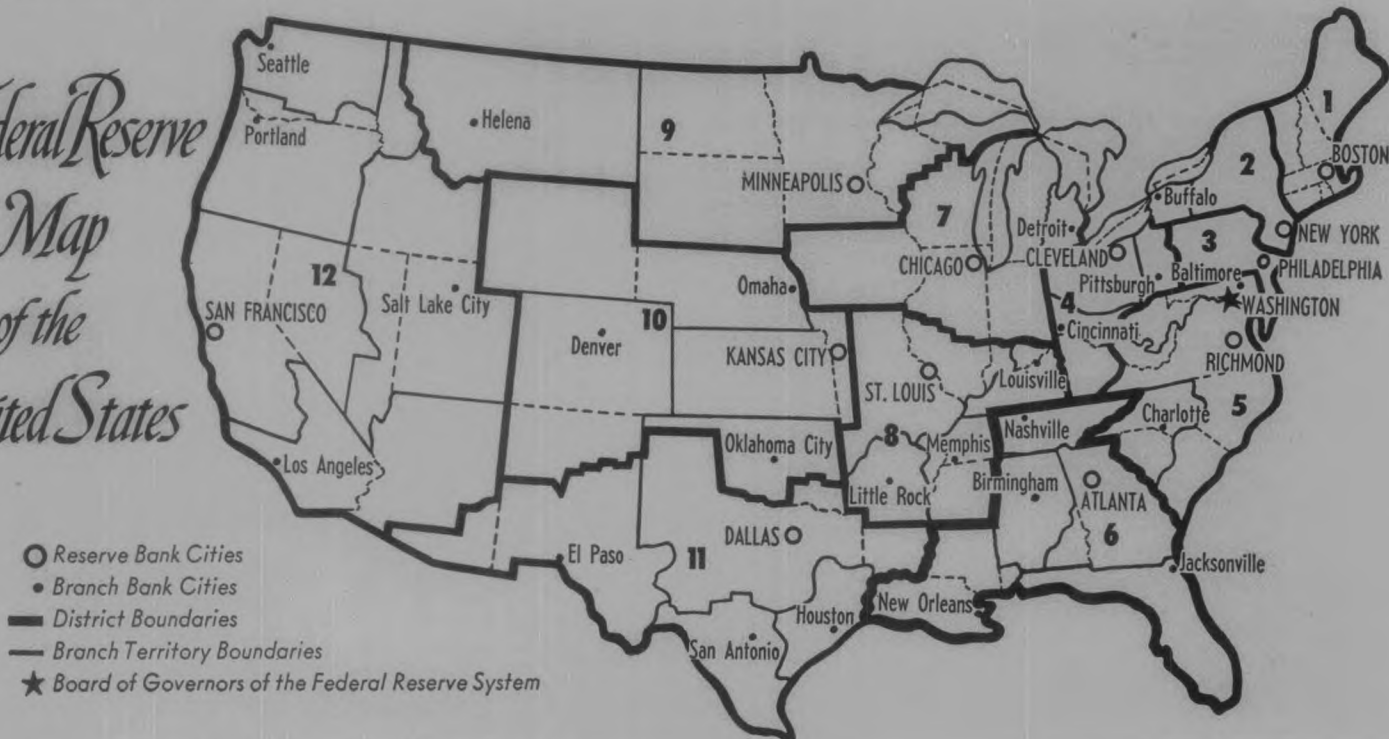 deral Reserve
Map
of the
ited States
Seattle
Portland
Helena
9
1
BOSTON
2
Buffalo
MINNEAPOLIS
7
Detroit
NEW YORK
3
CHICAGO
CLEVELAND
Pittsburgh
Baltimore
PHILADELPHIA
12
Salt Lake City
SAN FRANCISCO
Omaha
4
Cincinnati
WASHINGTON
10
Denver
KANSAS CITY
ST. LOUIS
Louisville
RICHMOND
5
Charlotte
Nashville
8
Memphis
Oklahoma City
Los Angeles
Little Rock
Birmingham
ATLANTA
6
DALLAS
11
El Paso
Jacksonville
Houston
New Orleans
San Antonio
Reserve Bank Cities
Branch Bank Cities
District Boundaries
Branch Territory Boundaries
Board of Governors of the Federal Reserve System